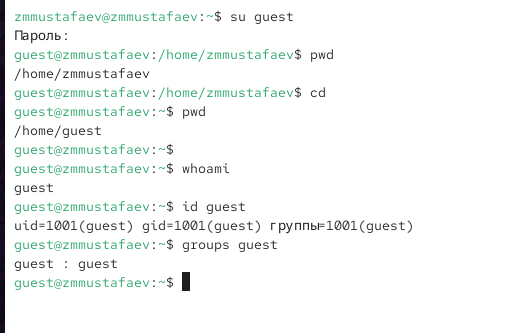 zmmustafaev@zmmustafaev:~$ su guest
Пароль:
guest@zmmustafaev:/home/zmmustafaev$ pwd
/home/zmmustafaev
guest@zmmustafaev:/home/zmmustafaev$ cd
guest@zmmustafaev:~$ pwd
/home/guest
guest@zmmustafaev:~$
guest@zmmustafaev:~$ whoami
guest
guest@zmmustafaev:~$ id guest
uid=1001(guest) gid=1001(guest) группы=1001(guest)
guest@zmmustafaev:~$ groups guest
guest : guest
guest@zmmustafaev:~$